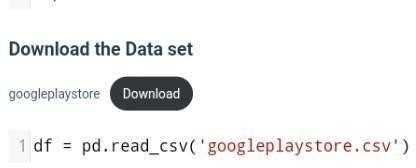 Download the Data set
googleplaystore Download
1 df = pd.read_csv('googleplaystore.csv')